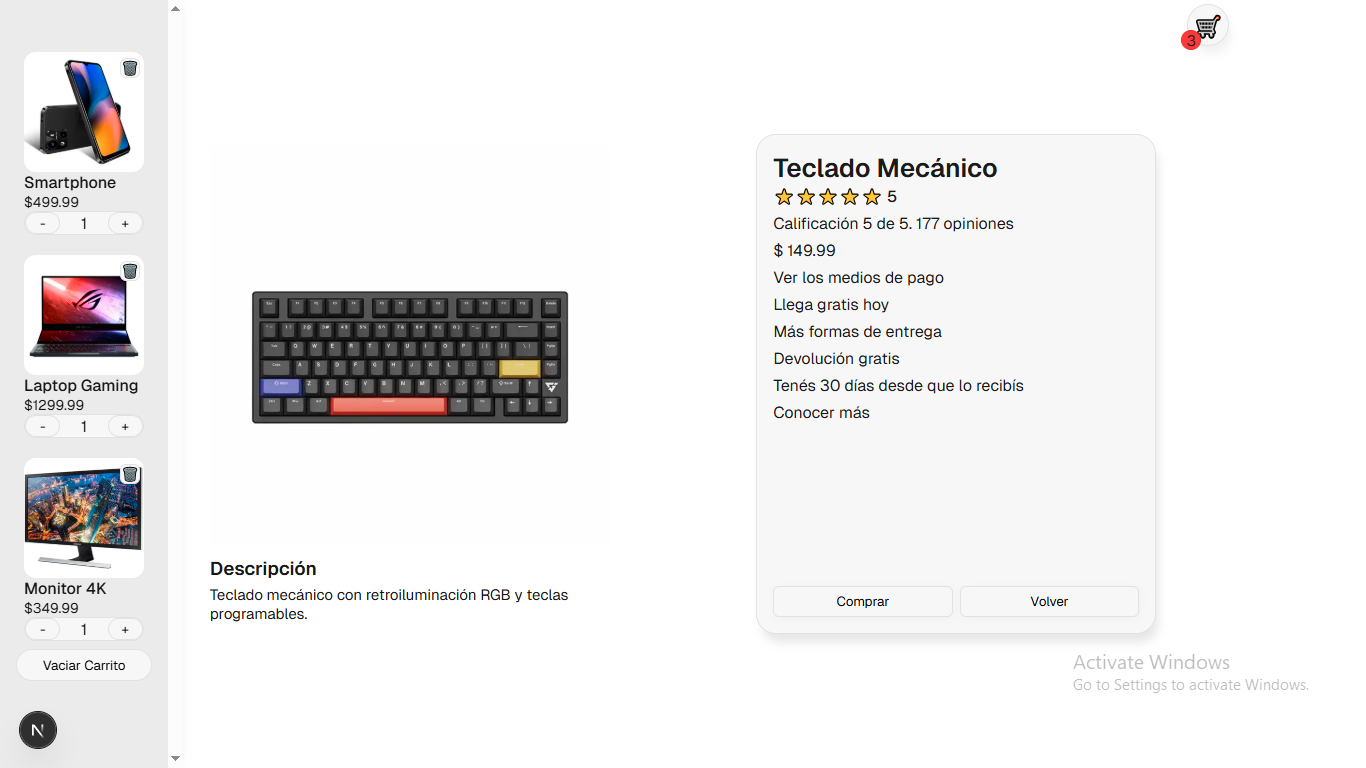 3
Smartphone
$499.99
- 1 +
Laptop Gaming
$1299.99
- 1 +
Monitor 4K
$349.99
- 1 +
Vaciar Carrito
N
Descripción
Teclado mecánico con retroiluminación RGB y teclas
programables.
Teclado Mecánico
5
Calificación 5 de 5. 177 opiniones
$ 149.99
Ver los medios de pago
Llega gratis hoy
Más formas de entrega
Devolución gratis
Tenés 30 días desde que lo recibís
Conocer más
Comprar
Volver
Activate Windows
Go to Settings to activate Windows.